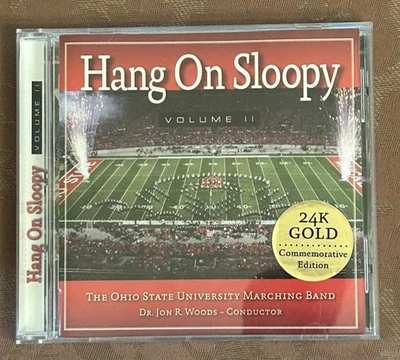 Hang On Sloopy
VOLUME II
24K
GOLD
Commemorative
Edition
THE OHIO STATE UNIVERSITY MARCHING BAND
DR. JON R. WOODS ~ CONDUCTOR
Hang On Sloopy
VOLUME II